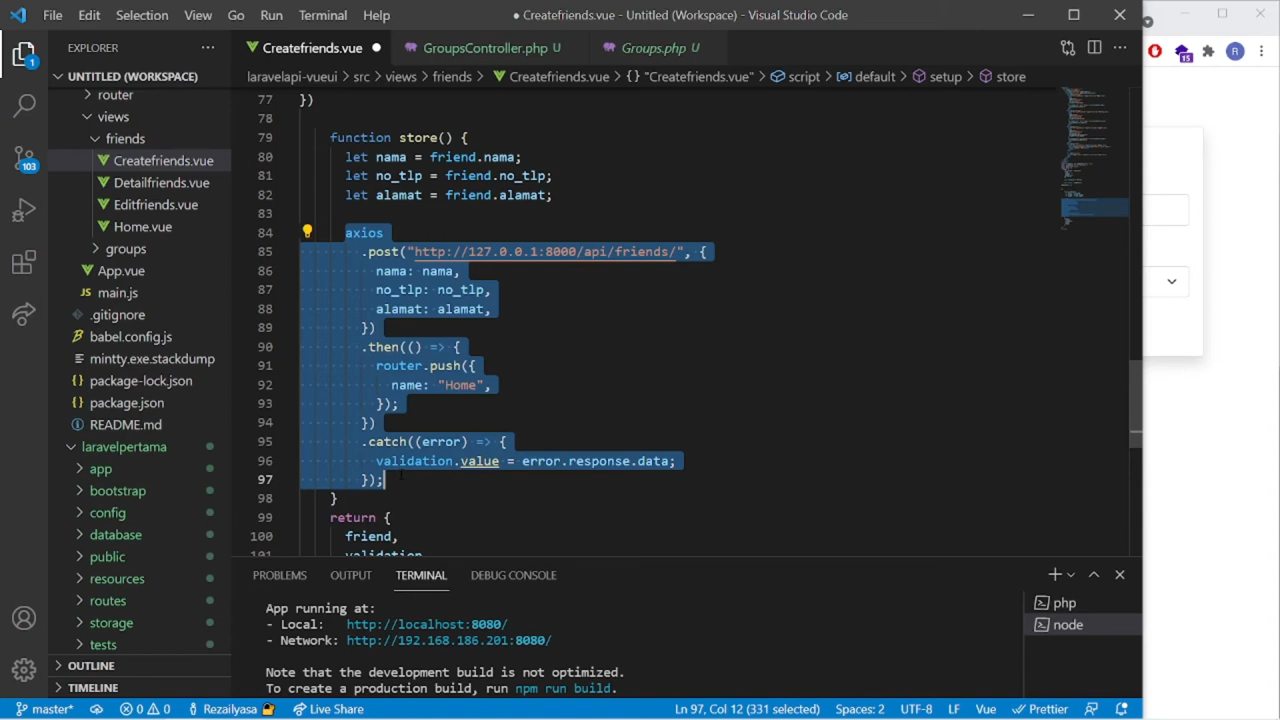 File Edit Selection View Go Run Terminal Help
● Createfriends.vue - Untitled (Workspace) - Visual Studio Code
EXPLORER
Createfriends.vue
GroupsController.php U
Groups.php U
1
15
R
UNTITLED (WORKSPACE)
laravelapi-vueui > src > views > friends > Createfriends.vue > {} "Createfriends.vue" > script > default > setup > store
router
views
friends
Createfriends.vue
Detailfriends.vue
Editfriends.vue
Home.vue
groups
App.vue
main.js
.gitignore
babel.config.js
mintty.exe.stackdump
package-lock.json
package.json
README.md
laravelpertama
app
bootstrap
config
database
public
resources
routes
storage
tests
OUTLINE
TIMELINE
103
77 })
78
79 function store() {
80 let nama = friend.nama;
81 let no_tlp = friend.no_tlp;
82 let alamat = friend.alamat;
83
84 axios
85 .post("http://127.0.0.1:8000/api/friends/", {
86 nama: nama,
87 no_tlp: no_tlp,
88 alamat: alamat,
89 })
90 .then(() => {
91 router.push({
92 name: "Home",
93 });
94 })
95 .catch((error) => {
96 validation.value = error.response.data;
97 });
98 }
99 return {
100 friend,
101 validation
PROBLEMS OUTPUT TERMINAL DEBUG CONSOLE
App running at:
- Local: http://localhost:8080/
- Network: http://192.168.186.201:8080/
Note that the development build is not optimized.
To create a production build, run npm run build.
php
node
master* 0 0 Rezailyasa Live Share Ln 97, Col 12 (331 selected) Spaces: 2 UTF-8 LF Vue Prettier